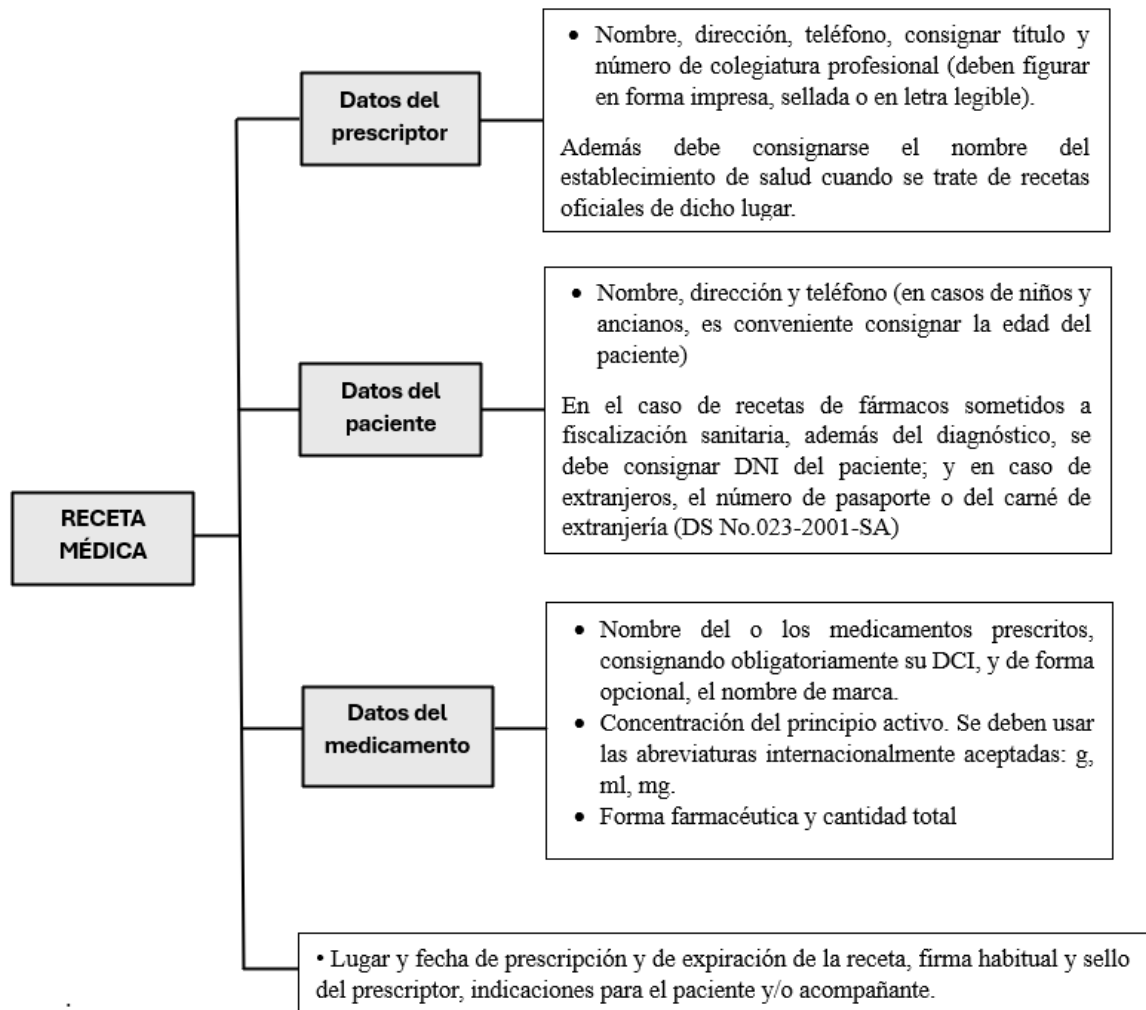 • Nombre, dirección, teléfono, consignar título y
número de colegiatura profesional (deben figurar
en forma impresa, sellada o en letra legible).
Además debe consignarse el nombre del
establecimiento de salud cuando se trate de recetas
oficiales de dicho lugar.
Datos del
prescriptor
• Nombre, dirección y teléfono (en casos de niños y
ancianos, es conveniente consignar la edad del
paciente)
En el caso de recetas de fármacos sometidos a
fiscalización sanitaria, además del diagnóstico, se
debe consignar DNI del paciente; y en caso de
extranjeros, el número de pasaporte o del carné de
extranjería (DS No.023-2001-SA)
Datos del
paciente
RECETA
MÉDICA
• Nombre del o los medicamentos prescritos,
consignando obligatoriamente su DCI, y de forma
opcional, el nombre de marca.
• Concentración del principio activo. Se deben usar
las abreviaturas internacionalmente aceptadas: g,
ml, mg.
• Forma farmacéutica y cantidad total
Datos del
medicamento
• Lugar y fecha de prescripción y de expiración de la receta, firma habitual y sello
del prescriptor, indicaciones para el paciente y/o acompañante.
.